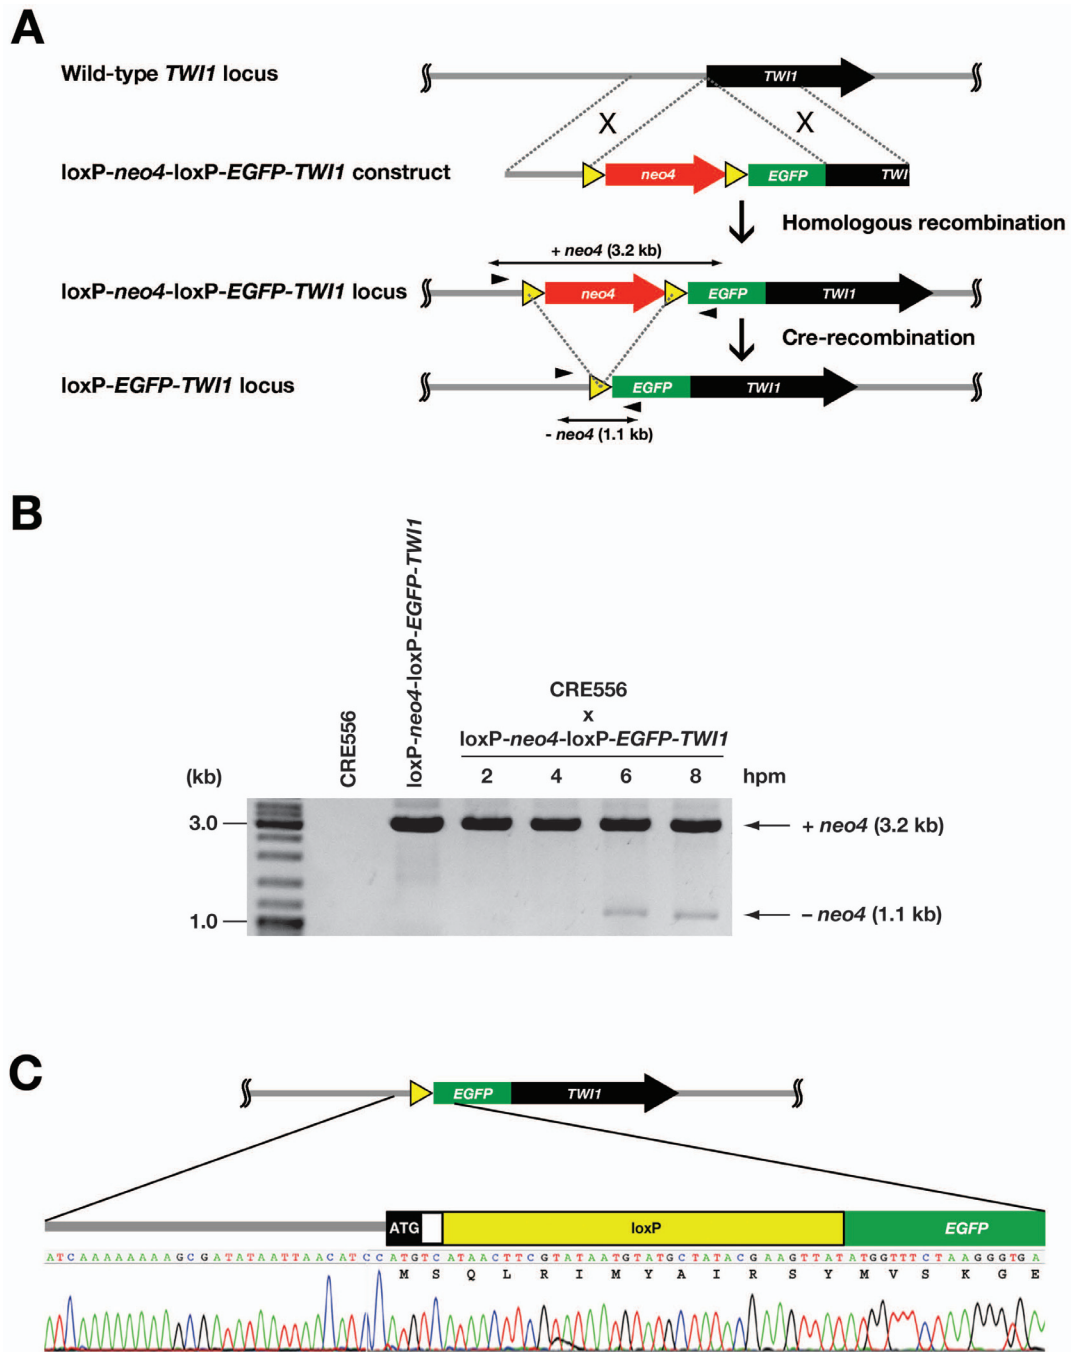 A
Wild-type TWI1 locus
TWI1
X X
loxP-neo4-loxP-EGFP-TWI1 construct
neo4 EGFP TWI
Homologous recombination
+ neo4 (3.2 kb)
loxP-neo4-loxP-EGFP-TWI1 locus
neo4 EGFP TWI1
Cre-recombination
loxP-EGFP-TWI1 locus
EGFP TWI1
- neo4 (1.1 kb)
B
CRE556
loxP-neo4-loxP-EGFP-TWI1
CRE556
x
loxP-neo4-loxP-EGFP-TWI1
(kb) 2 4 6 8 hpm
3.0
+ neo4 (3.2 kb)
1.0
– neo4 (1.1 kb)
C
EGFP TWI1
ATG loxP EGFP
ATCAAAAAAAAGCGATATAATTAACATCCATGTCATAACTTCGTATAATGTATGCTATACGAAGTTATATGGTTTCTAAGGGTGA
M S Q L R I M Y A I R S Y M V S K G E